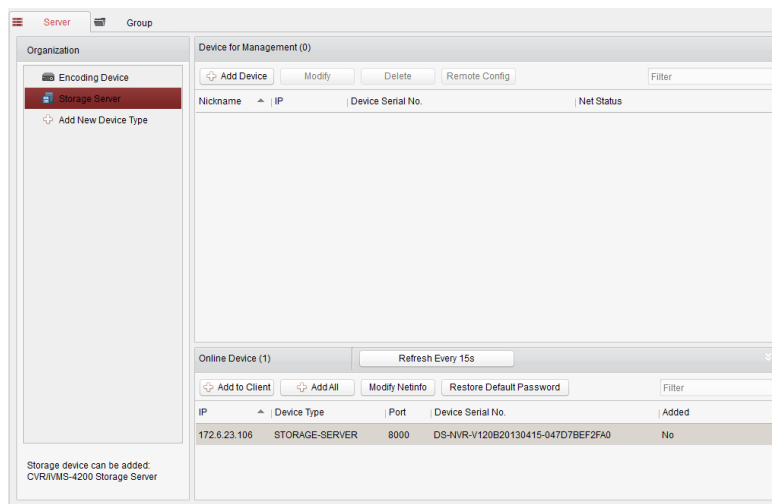 Server Group
Organization
Encoding Device
Storage Server
Add New Device Type
Storage device can be added:
CVR/iVMS-4200 Storage Server
Device for Management (0)
Add Device Modify Delete Remote Config Filter
Nickname IP Device Serial No. Net Status
Online Device (1) Refresh Every 15s
Add to Client Add All Modify Netinfo Restore Default Password Filter
IP Device Type Port Device Serial No. Added
172.6.23.106 STORAGE-SERVER 8000 DS-NVR-V120B20130415-047D7BEF2FA0 No